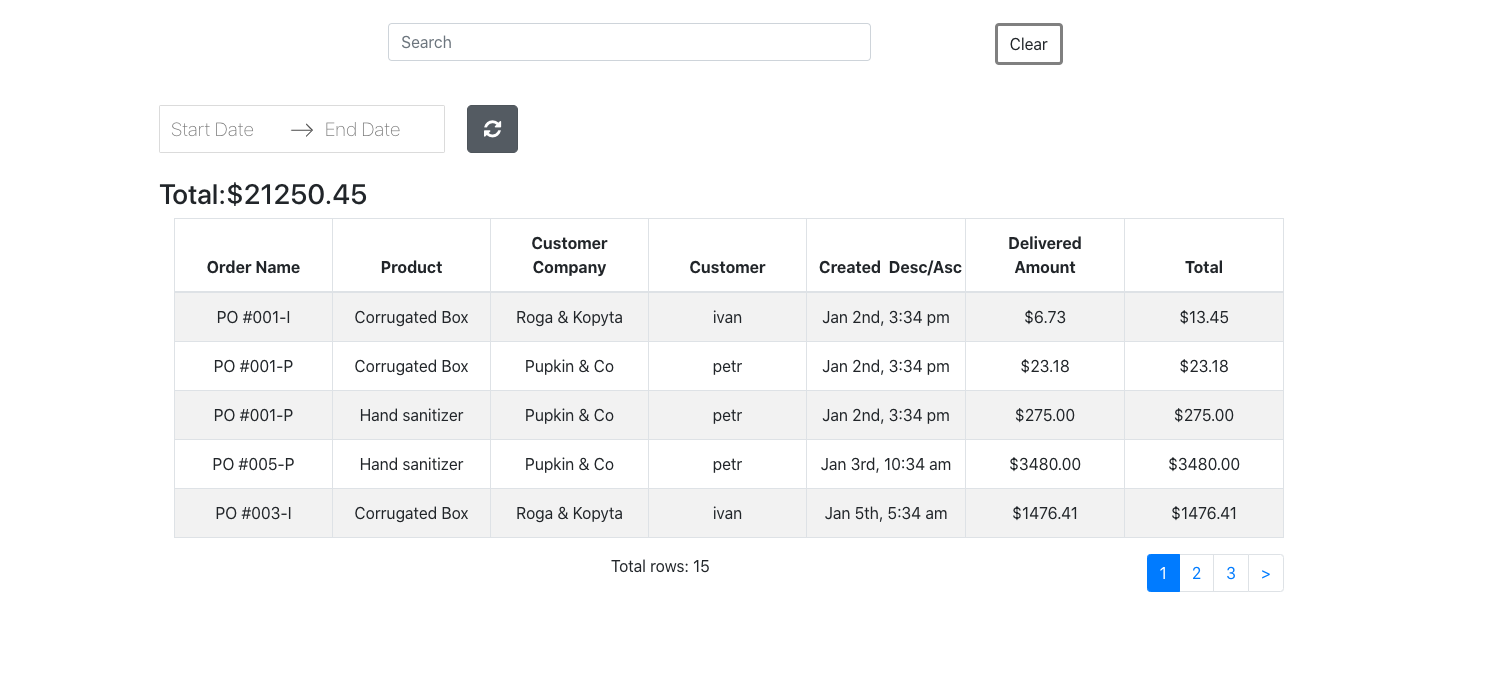 Search
Clear
Start Date → End Date
Total:$21250.45
Order Name Product Customer Company Customer Created Desc/Asc Delivered Amount Total
PO #001-I Corrugated Box Roga & Kopyta ivan Jan 2nd, 3:34 pm $6.73 $13.45
PO #001-P Corrugated Box Pupkin & Co petr Jan 2nd, 3:34 pm $23.18 $23.18
PO #001-P Hand sanitizer Pupkin & Co petr Jan 2nd, 3:34 pm $275.00 $275.00
PO #005-P Hand sanitizer Pupkin & Co petr Jan 3rd, 10:34 am $3480.00 $3480.00
PO #003-I Corrugated Box Roga & Kopyta ivan Jan 5th, 5:34 am $1476.41 $1476.41
Total rows: 15
1 2 3 >